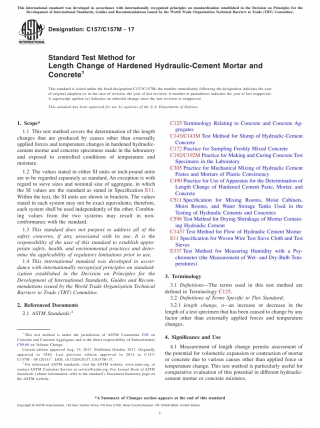 This international standard was developed in accordance with internationally recognized principles on standardization established in the Decision on Principles for the
Development of International Standards, Guides and Recommendations issued by the World Trade Organization Technical Barriers to Trade (TBT) Committee.
Designation: C157/C157M – 17
Standard Test Method for
Length Change of Hardened Hydraulic-Cement Mortar and
Concrete1
This standard is issued under the fixed designation C157/C157M; the number immediately following the designation indicates the year
of original adoption or, in the case of revision, the year of last revision. A number in parentheses indicates the year of last reapproval.
A superscript epsilon (ε) indicates an editorial change since the last revision or reapproval.
This standard has been approved for use by agencies of the U.S. Department of Defense.
1. Scope*
1.1 This test method covers the determination of the length
changes that are produced by causes other than externally
applied forces and temperature changes in hardened hydraulic-
cement mortar and concrete specimens made in the laboratory
and exposed to controlled conditions of temperature and
moisture.
1.2 The values stated in either SI units or inch-pound units
are to be regarded separately as standard. An exception is with
regard to sieve sizes and nominal size of aggregate, in which
the SI values are the standard as stated in Specification E11.
Within the text, the SI units are shown in brackets. The values
stated in each system may not be exact equivalents; therefore,
each system shall be used independently of the other. Combin-
ing values from the two systems may result in non-
conformance with the standard.
1.3 This standard does not purport to address all of the
safety concerns, if any, associated with its use. It is the
responsibility of the user of this standard to establish appro-
priate safety, health, and environmental practices and deter-
mine the applicability of regulatory limitations prior to use.
1.4 This international standard was developed in accor-
dance with internationally recognized principles on standard-
ization established in the Decision on Principles for the
Development of International Standards, Guides and Recom-
mendations issued by the World Trade Organization Technical
Barriers to Trade (TBT) Committee.
2. Referenced Documents
2.1 ASTM Standards:2
1 This test method is under the jurisdiction of ASTM Committee C09 on
Concrete and Concrete Aggregates and is the direct responsibility of Subcommittee
C09.68 on Volume Change.
Current edition approved Aug. 15, 2017. Published October 2017. Originally
approved in 1940. Last previous edition approved in 2014 as C157/
2 For referenced ASTM standards, visit the ASTM website, www.astm.org, or
contact ASTM Customer Service at service@astm.org. For Annual Book of ASTM
Standards volume information, refer to the standard's Document Summary page on
the ASTM website.
C125 Terminology Relating to Concrete and Concrete Ag-
gregates
C143/C143M Test Method for Slump of Hydraulic-Cement
Concrete
C172 Practice for Sampling Freshly Mixed Concrete
C192/C192M Practice for Making and Curing Concrete Test
Specimens in the Laboratory
C305 Practice for Mechanical Mixing of Hydraulic Cement
Pastes and Mortars of Plastic Consistency
C490 Practice for Use of Apparatus for the Determination of
Length Change of Hardened Cement Paste, Mortar, and
Concrete
C511 Specification for Mixing Rooms, Moist Cabinets,
Moist Rooms, and Water Storage Tanks Used in the
Testing of Hydraulic Cements and Concretes
C596 Test Method for Drying Shrinkage of Mortar Contain-
ing Hydraulic Cement
C1437 Test Method for Flow of Hydraulic Cement Mortar
E11 Specification for Woven Wire Test Sieve Cloth and Test
Sieves
E337 Test Method for Measuring Humidity with a Psy-
chrometer (the Measurement of Wet- and Dry-Bulb Tem-
peratures)
3. Terminology
3.1 Definitions—The terms used in this test method are
defined in Terminology C125.
3.2 Definitions of Terms Specific to This Standard:
3.2.1 length change, n—an increase or decrease in the
length of a test specimen that has been caused to change by any
factor other than externally applied forces and temperature
changes.
4. Significance and Use
4.1 Measurement of length change permits assessment of
the potential for volumetric expansion or contraction of mortar
or concrete due to various causes other than applied force or
temperature change. This test method is particularly useful for
comparative evaluation of this potential in different hydraulic-
cement mortar or concrete mixtures.
*A Summary of Changes section appears at the end of this standard
Copyright © ASTM International, 100 Barr Harbor Drive, PO Box C700, West Conshohocken, PA 19428-2959. United States
1